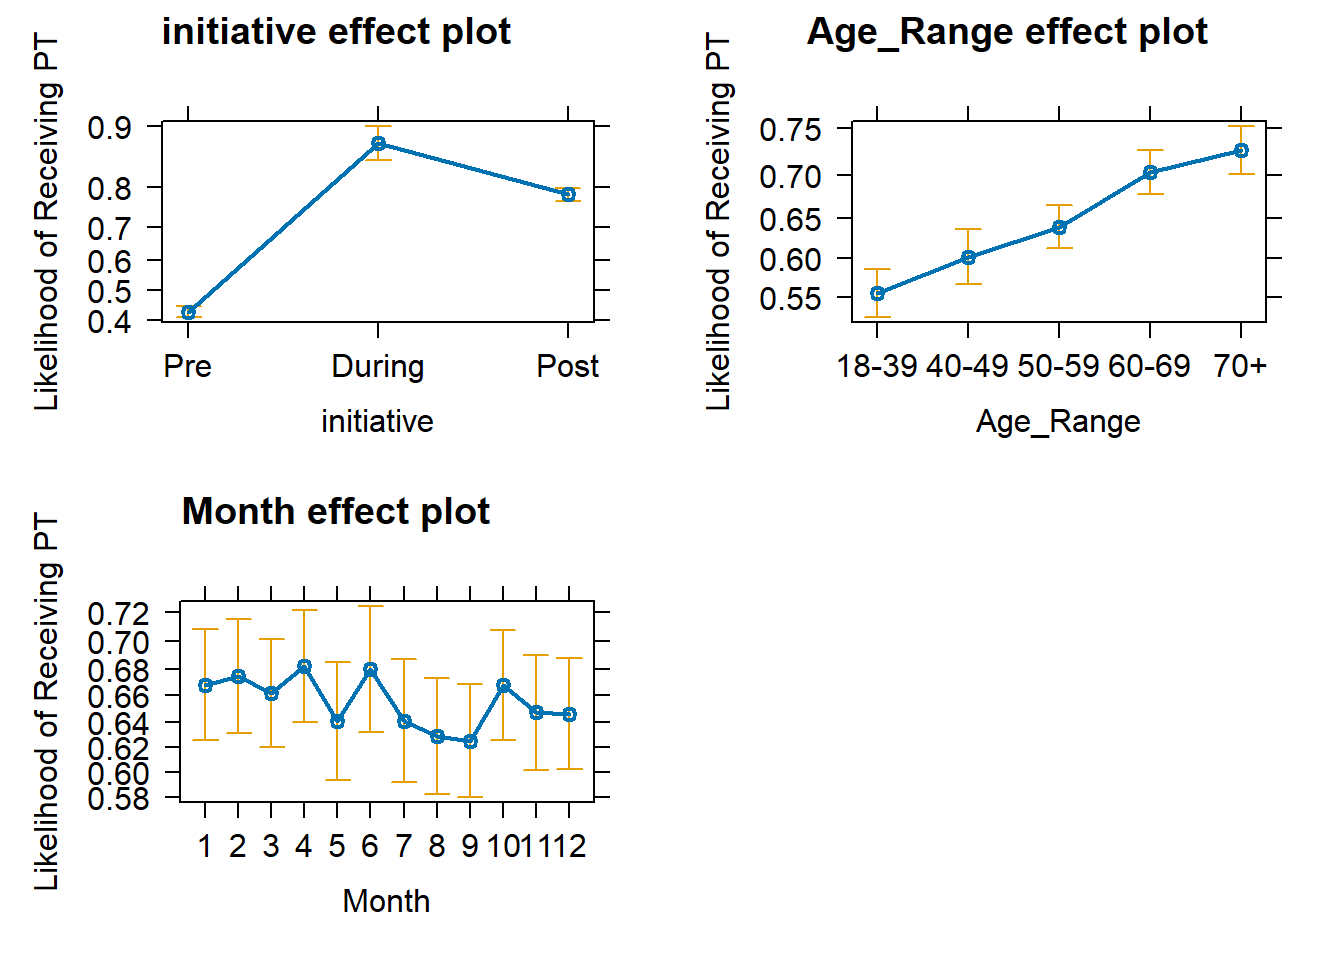 initiative effect plot
Likelihood of Receiving PT
0.9
0.8
0.7
0.6
0.5
0.4
Pre During Post
initiative
Age_Range effect plot
Likelihood of Receiving PT
0.75
0.70
0.65
0.60
0.55
18-39 40-49 50-59 60-69 70+
Age_Range
Month effect plot
Likelihood of Receiving PT
0.72
0.70
0.68
0.66
0.64
0.62
0.60
0.58
1 2 3 4 5 6 7 8 9 10 11 12
Month